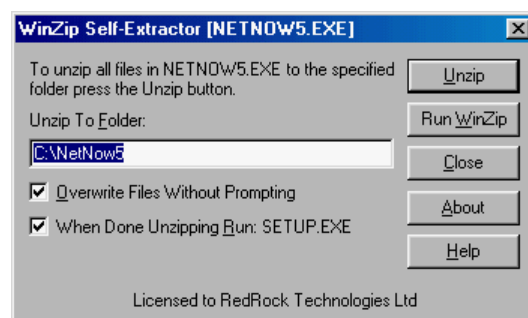 WinZip Self-Extractor [NETNOW5.EXE]
To unzip all files in NETNOW5.EXE to the specified
folder press the Unzip button.
Unzip To Folder:
C:\NetNow5
Overwrite Files Without Prompting
When Done Unzipping Run: SETUP.EXE
Unzip
Run WinZip
Close
About
Help
Licensed to RedRock Technologies Ltd